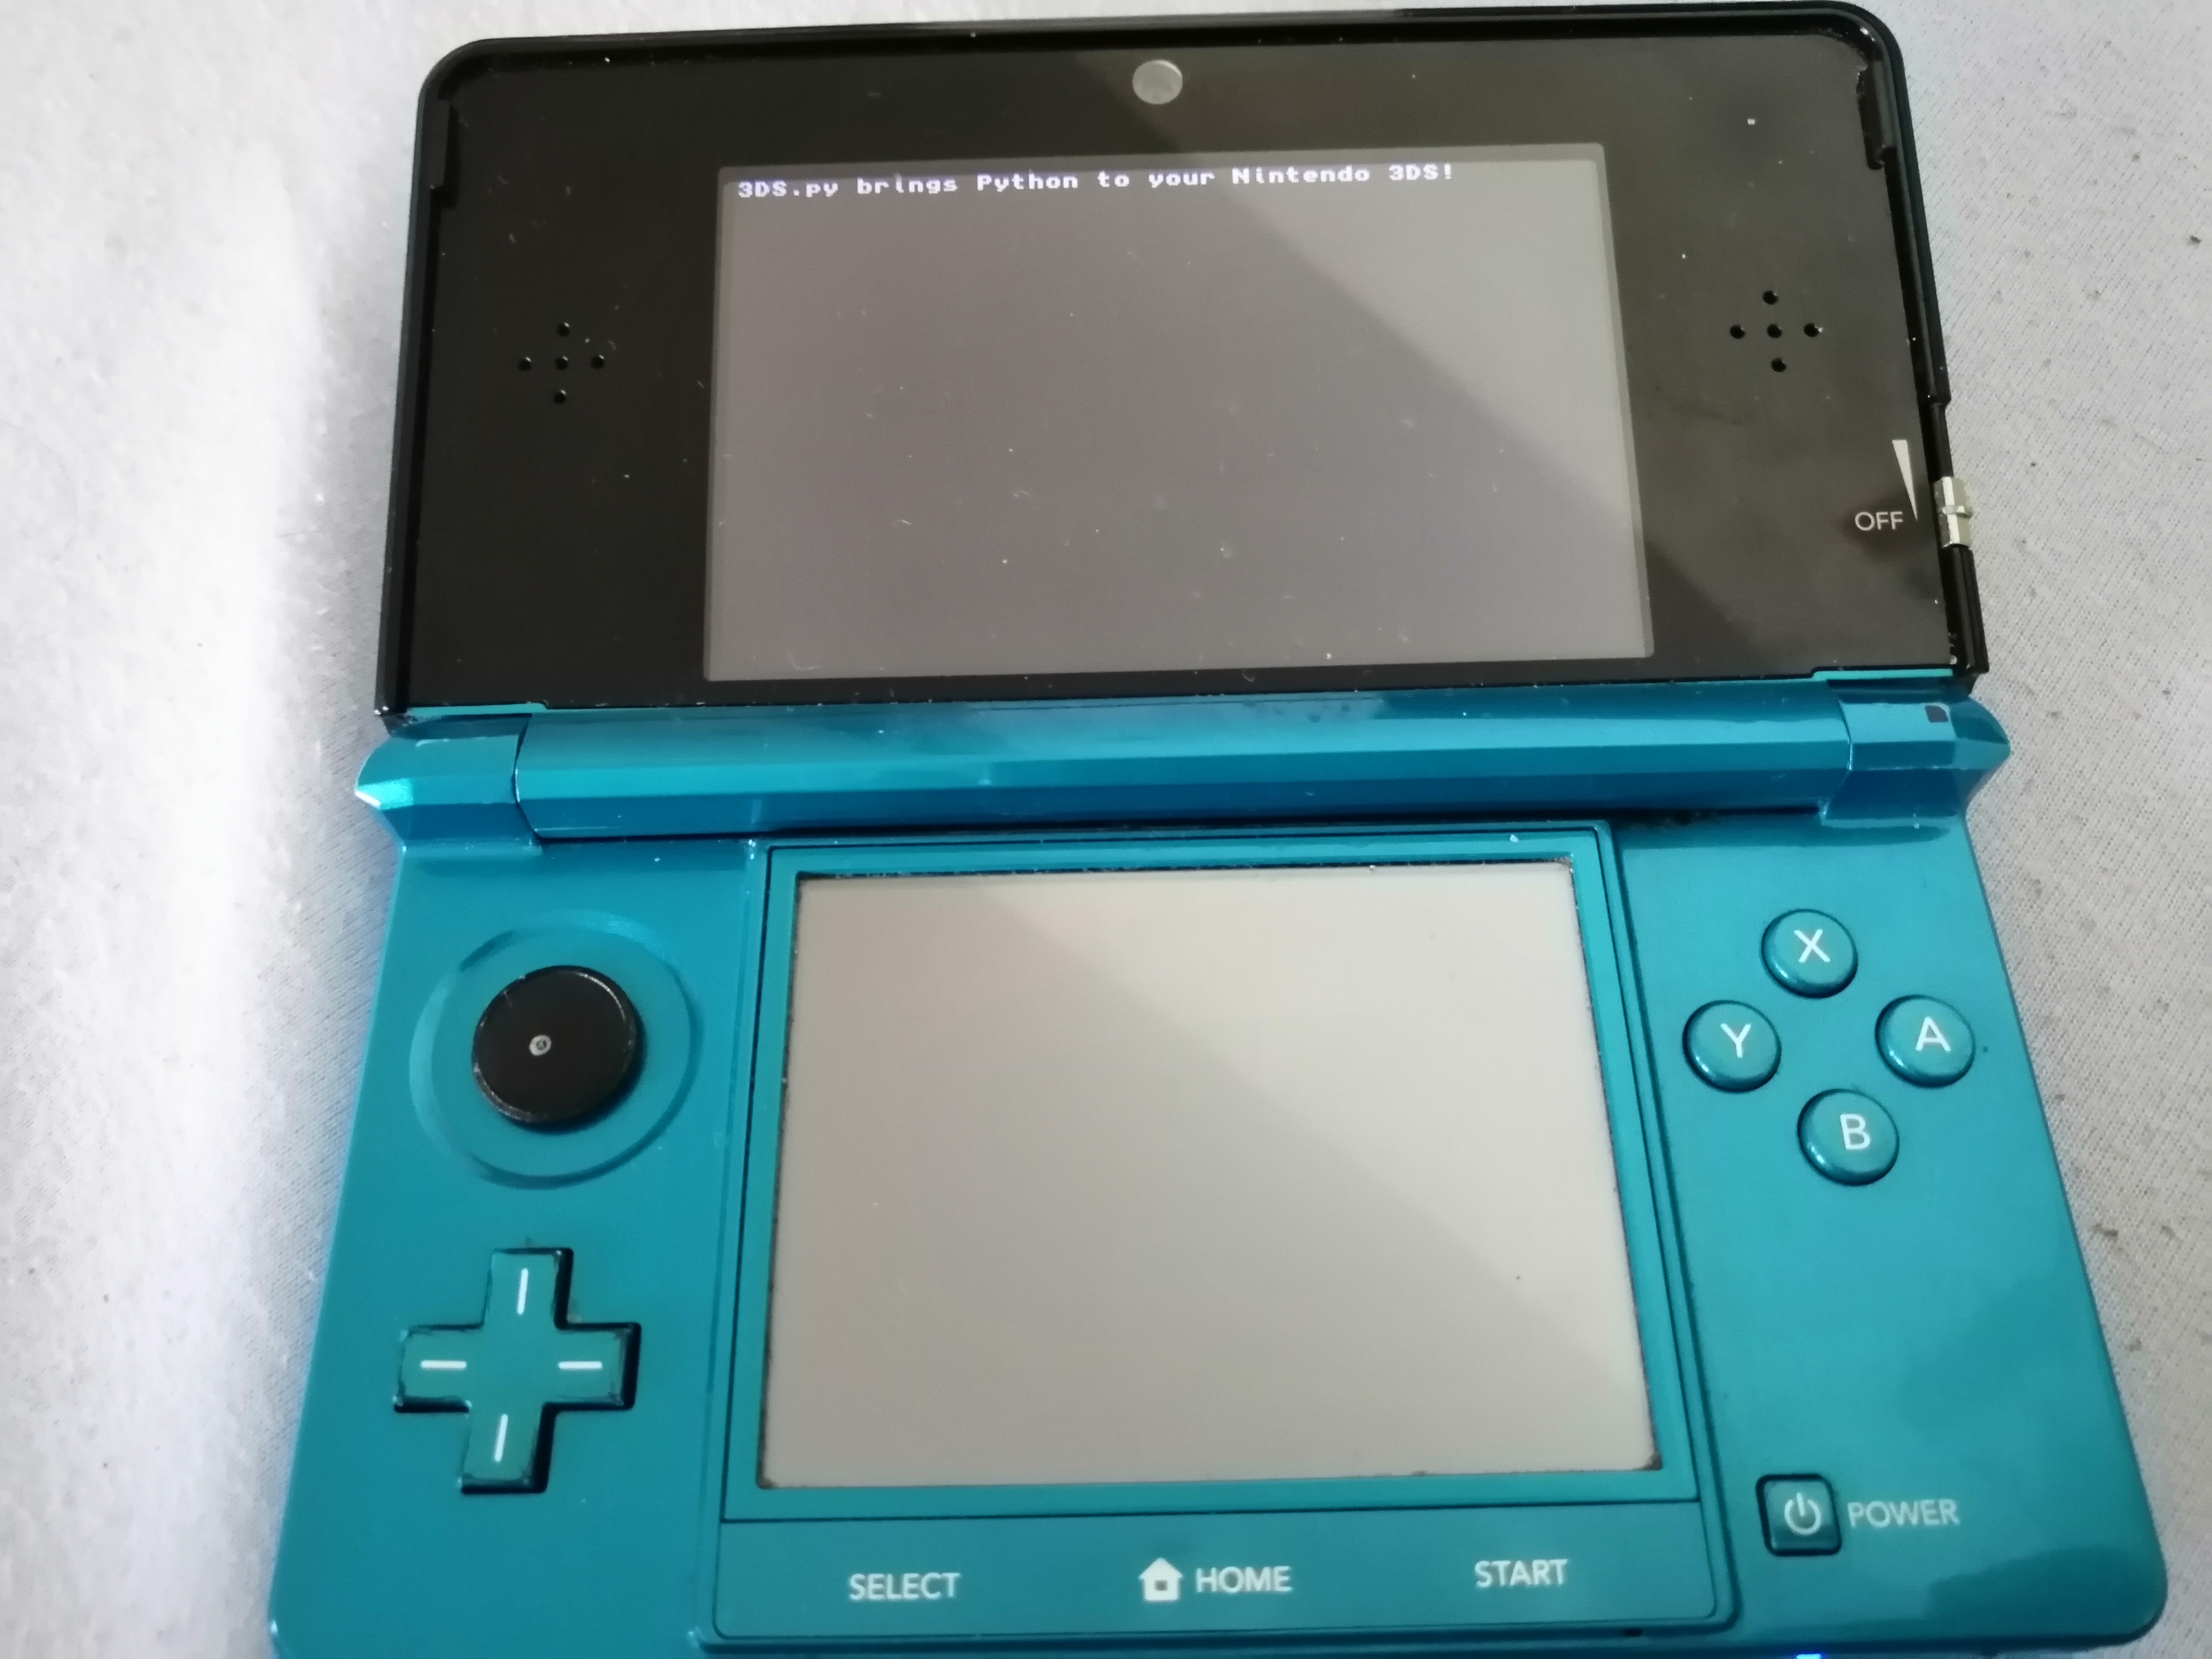 3DS.py brings Python to your Nintendo 3DS!
OFF
X
Y
A
B
POWER
SELECT
HOME
START